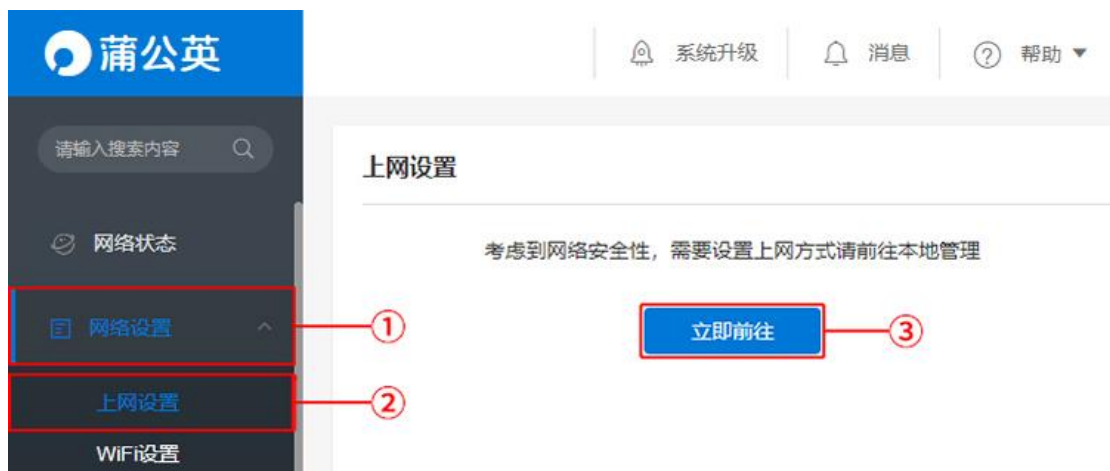 蒲公英
系统升级 消息 帮助
请输入搜索内容
上网设置
网络状态
考虑到网络安全性，需要设置上网方式请前往本地管理
网络设置 ①
立即前往 ③
上网设置 ②
WiFi设置